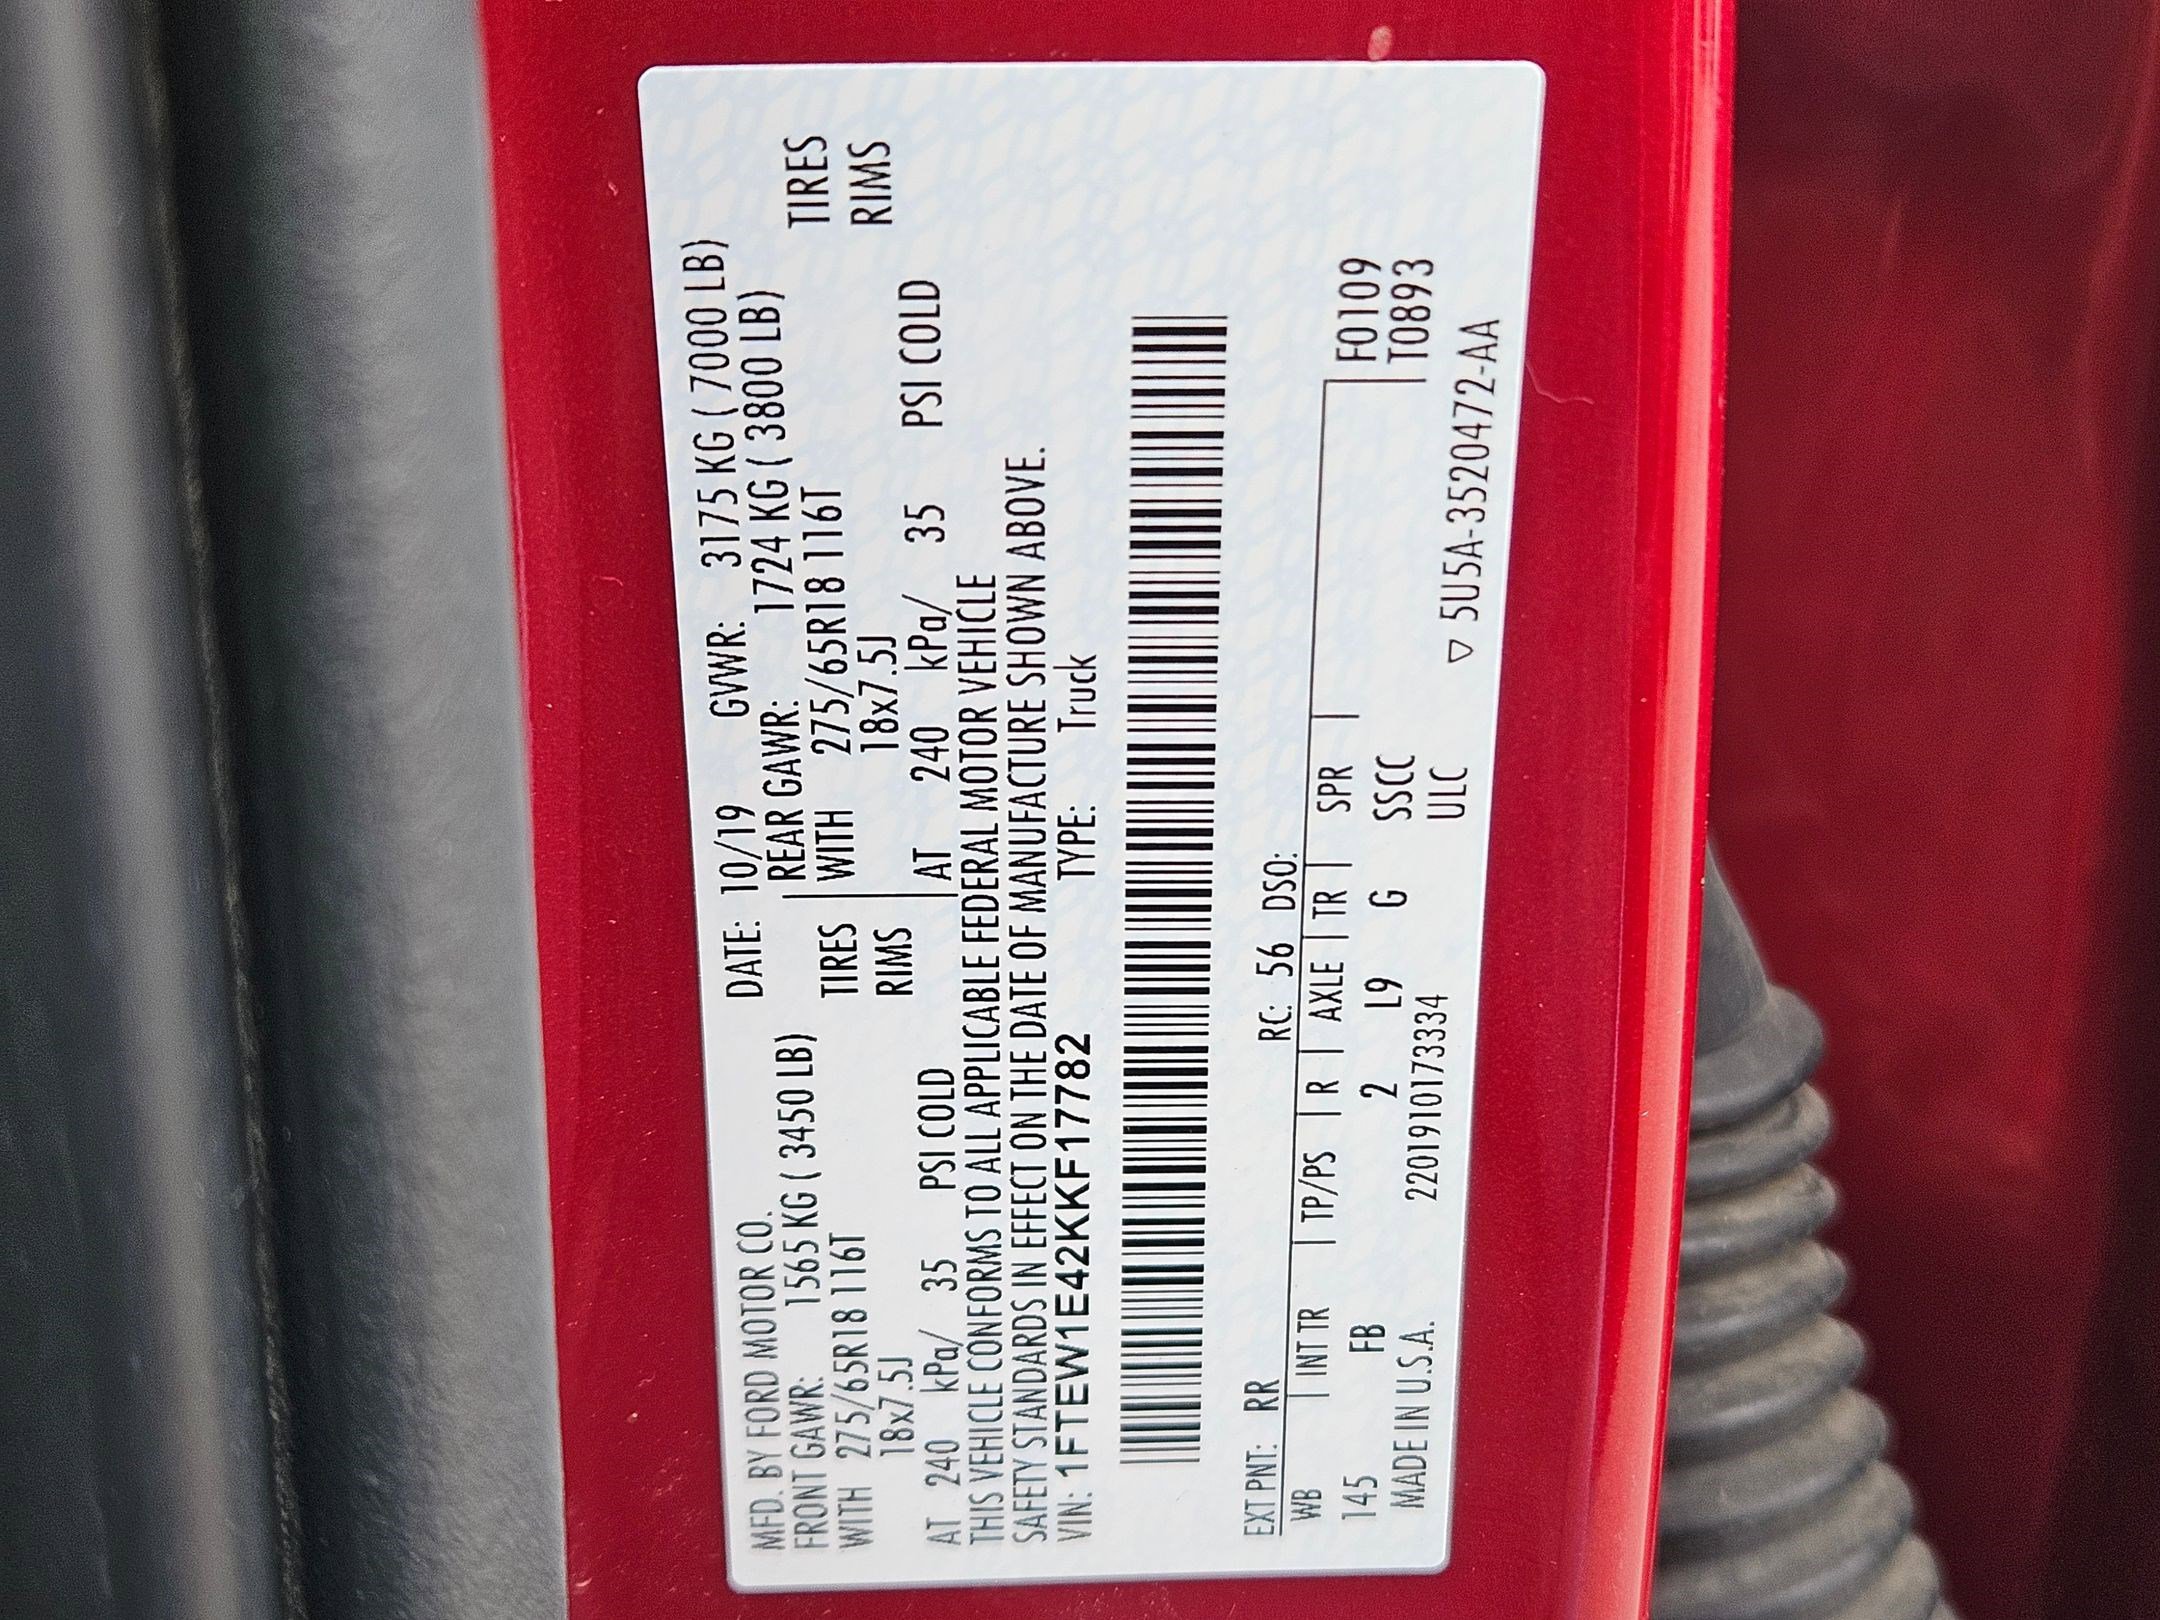 MFD. BY FORD MOTOR CO. DATE: 10/19 GVWR: 3175 KG ( 7000 LB)
FRONT GAWR: 1565 KG ( 3450 LB) REAR GAWR: 1724 KG ( 3800 LB)
WITH 275/65R18 116T TIRES WITH 275/65R18 116T TIRES
18x7.5J RIMS 18x7.5J RIMS
AT 240 kPa/ 35 PSI COLD AT 240 kPa/ 35 PSI COLD
THIS VEHICLE CONFORMS TO ALL APPLICABLE FEDERAL MOTOR VEHICLE
SAFETY STANDARDS IN EFFECT ON THE DATE OF MANUFACTURE SHOWN ABOVE.
VIN: 1FTEW1E42KKF17782 TYPE: Truck
EXT PNT: RR RC: 56 DSO:
WB | INT TR | TP/PS | R | AXLE | TR | SPR | F0109
145 FB 2 L9 G SSCC T0893
MADE IN U.S.A. 220191017334 ULC
▽ 5U5A-3520472-AA